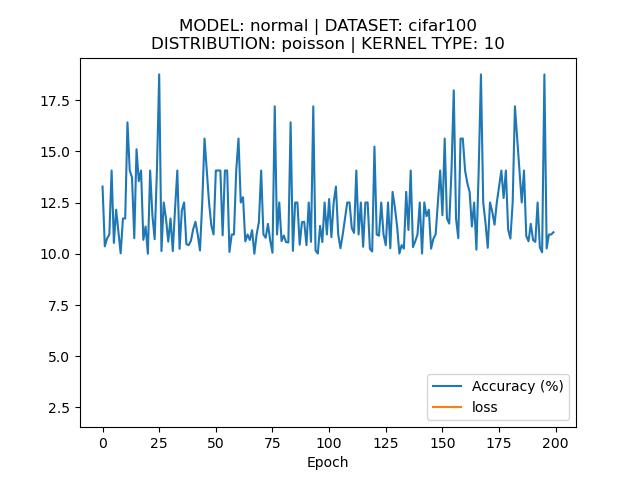 MODEL: normal | DATASET: cifar100
DISTRIBUTION: poisson | KERNEL TYPE: 10
17.5
15.0
12.5
10.0
7.5
5.0
2.5
Accuracy (%)
loss
0 25 50 75 100 125 150 175 200
Epoch